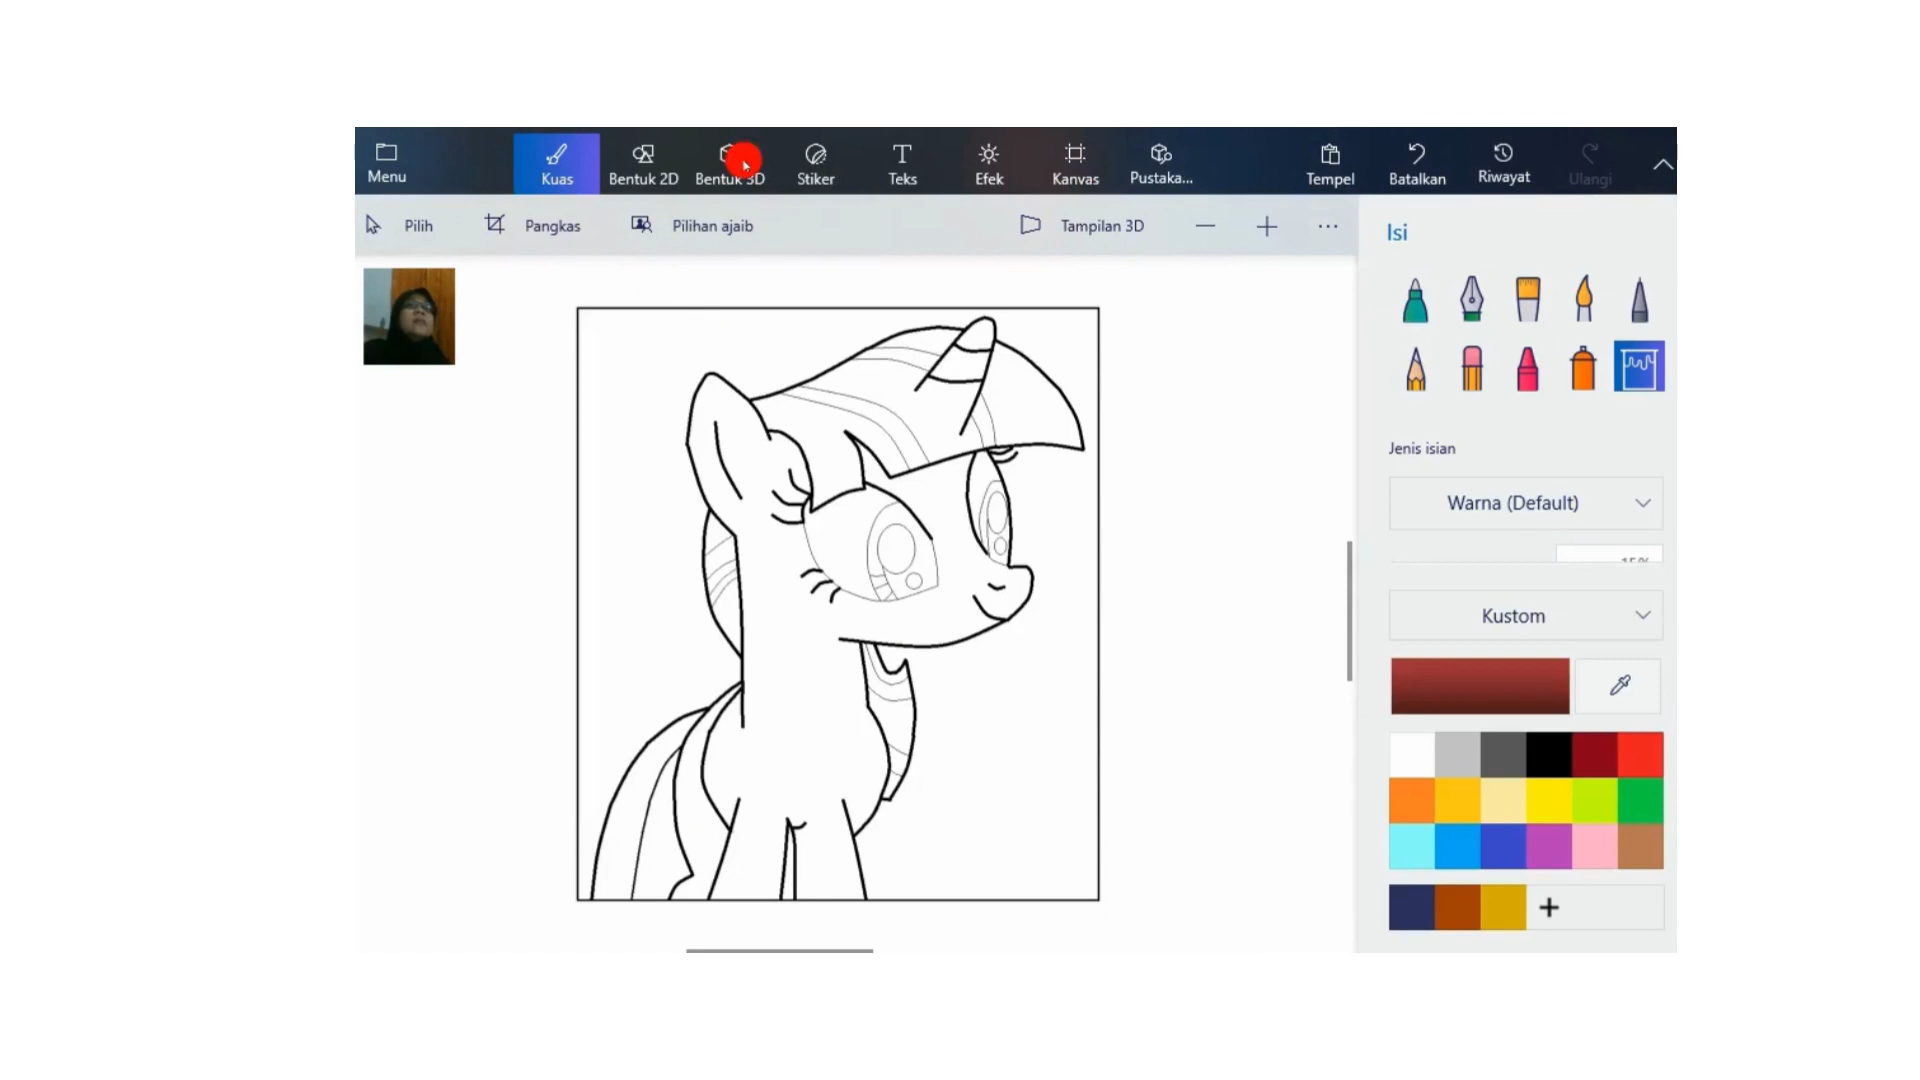 Menu
Kuas
Bentuk 2D
Bentuk 3D
Stiker
Teks
Efek
Kanvas
Pustaka...
Tempel
Batalkan
Riwayat
Ulangi
Pilih
Pangkas
Pilihan ajaib
Tampilan 3D
...
Isi
Jenis isian
Warna (Default)
15%
Kustom